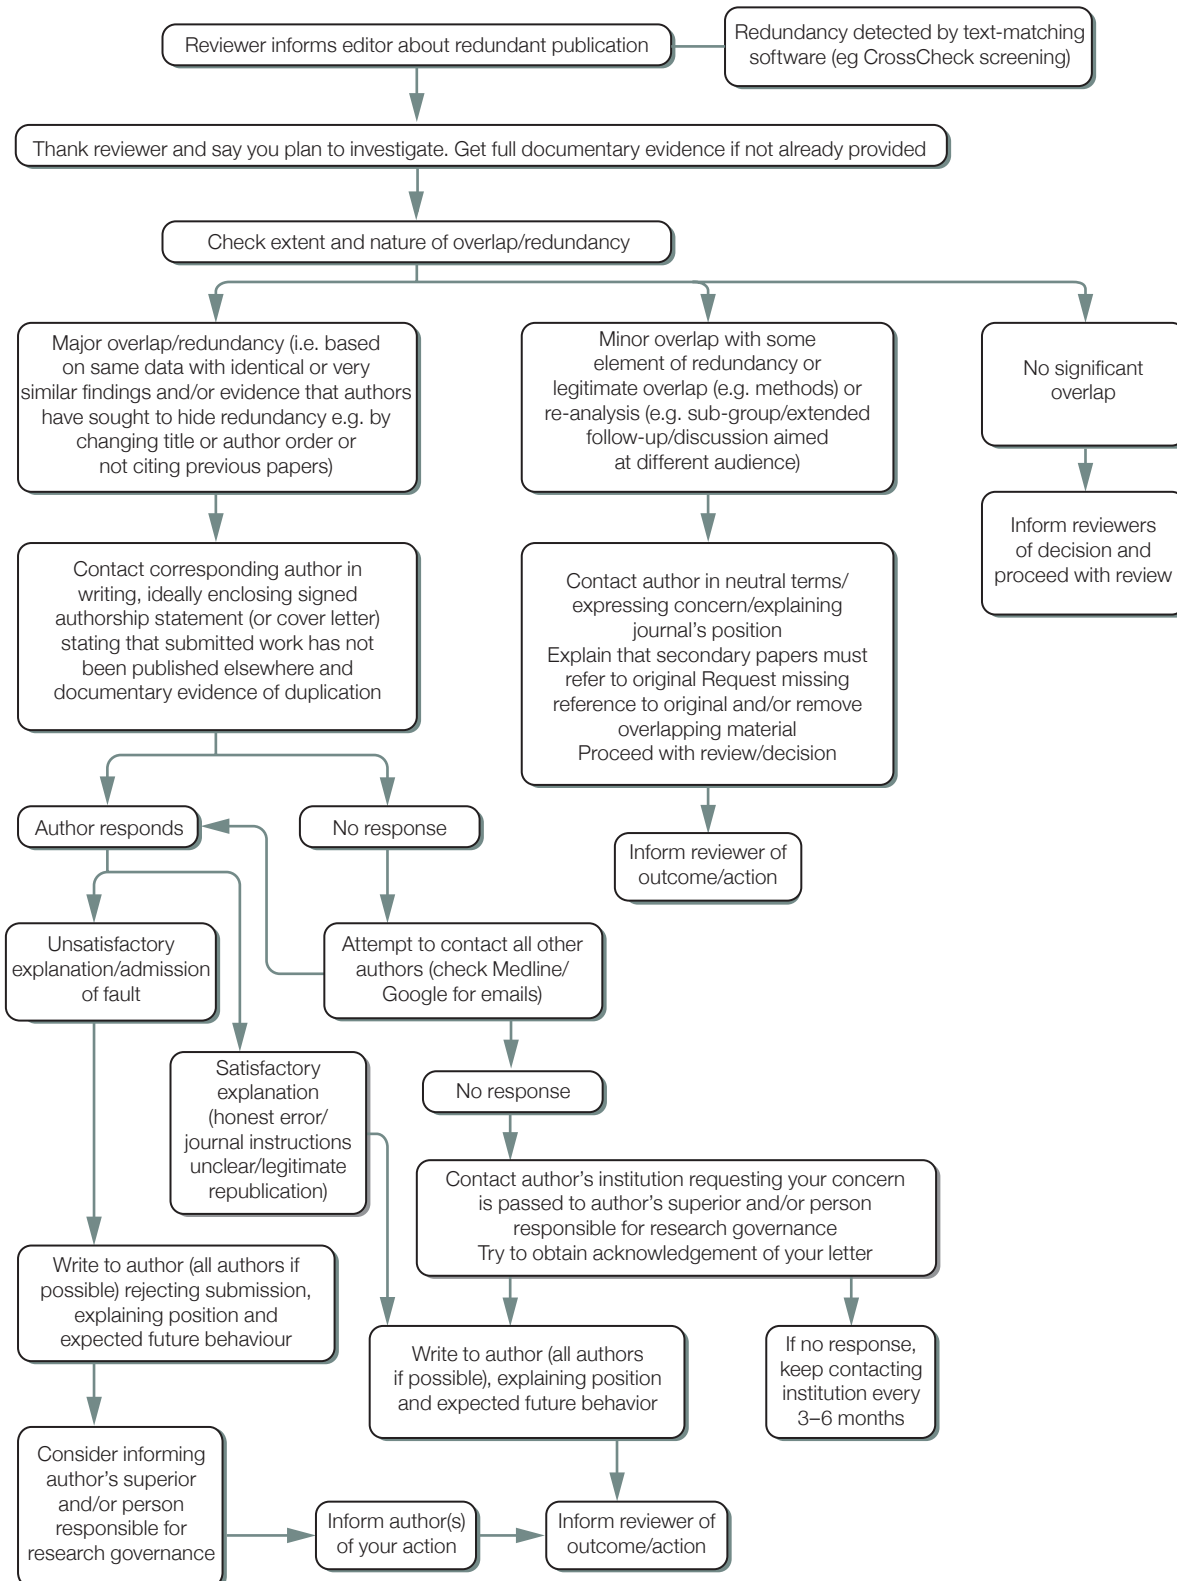 Reviewer informs editor about redundant publication
Redundancy detected by text-matching
software (eg CrossCheck screening)
Thank reviewer and say you plan to investigate. Get full documentary evidence if not already provided
Check extent and nature of overlap/redundancy
Major overlap/redundancy (i.e. based
on same data with identical or very
similar findings and/or evidence that authors
have sought to hide redundancy e.g. by
changing title or author order or
not citing previous papers)
Minor overlap with some
element of redundancy or
legitimate overlap (e.g. methods) or
re-analysis (e.g. sub-group/extended
follow-up/discussion aimed
at different audience)
No significant
overlap
Contact corresponding author in
writing, ideally enclosing signed
authorship statement (or cover letter)
stating that submitted work has not
been published elsewhere and
documentary evidence of duplication
Contact author in neutral terms/
expressing concern/explaining
journal’s position
Explain that secondary papers must
refer to original Request missing
reference to original and/or remove
overlapping material
Proceed with review/decision
Inform reviewers
of decision and
proceed with review
Author responds
No response
Inform reviewer of
outcome/action
Unsatisfactory
explanation/admission
of fault
Attempt to contact all other
authors (check Medline/
Google for emails)
Satisfactory
explanation
(honest error/
journal instructions
unclear/legitimate
republication)
No response
Contact author’s institution requesting your concern
is passed to author’s superior and/or person
responsible for research governance
Try to obtain acknowledgement of your letter
Write to author (all authors if
possible) rejecting submission,
explaining position and
expected future behaviour
Write to author (all authors
if possible), explaining position
and expected future behavior
If no response,
keep contacting
institution every
3–6 months
Consider informing
author’s superior
and/or person
responsible for
research governance
Inform author(s)
of your action
Inform reviewer of
outcome/action